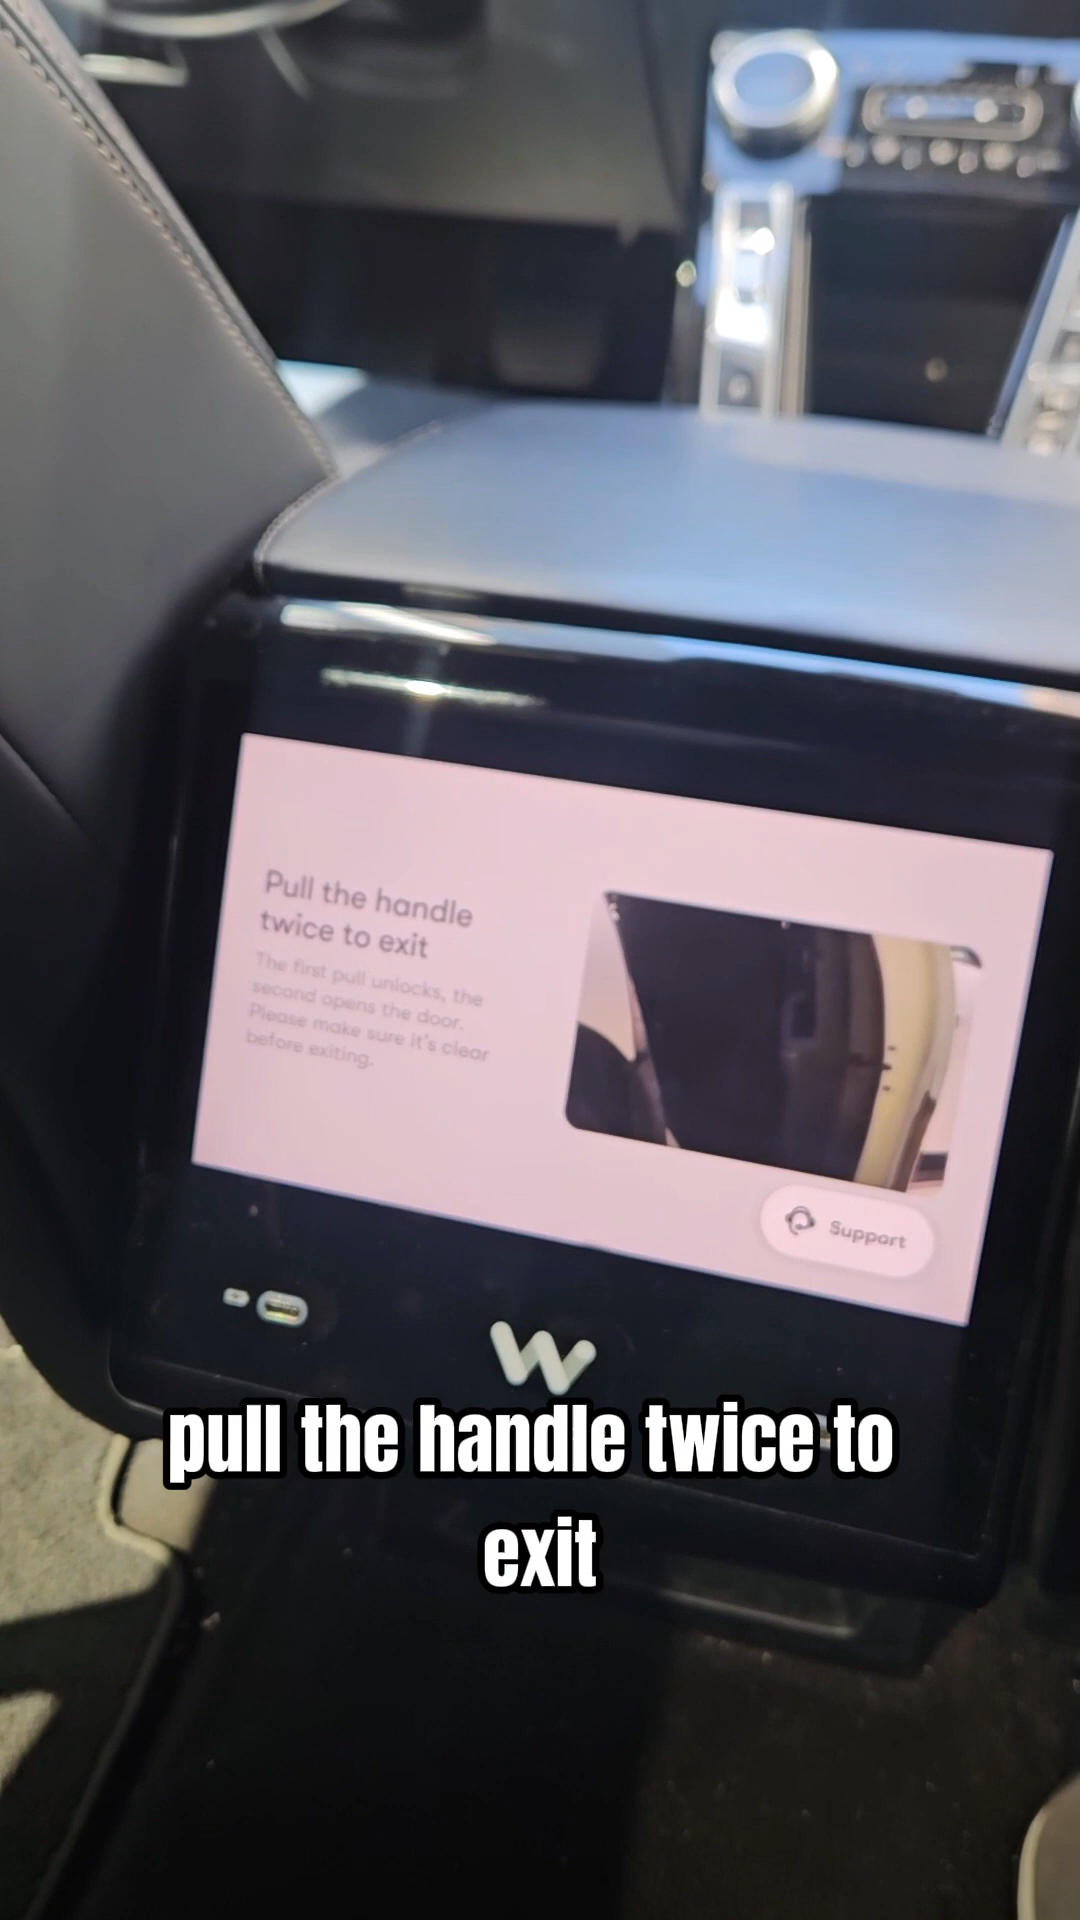 Pull the handle
twice to exit
The first pull unlocks, the
second opens the door.
Please make sure it's clear
before exiting.
Support
pull the handle twice to
exit